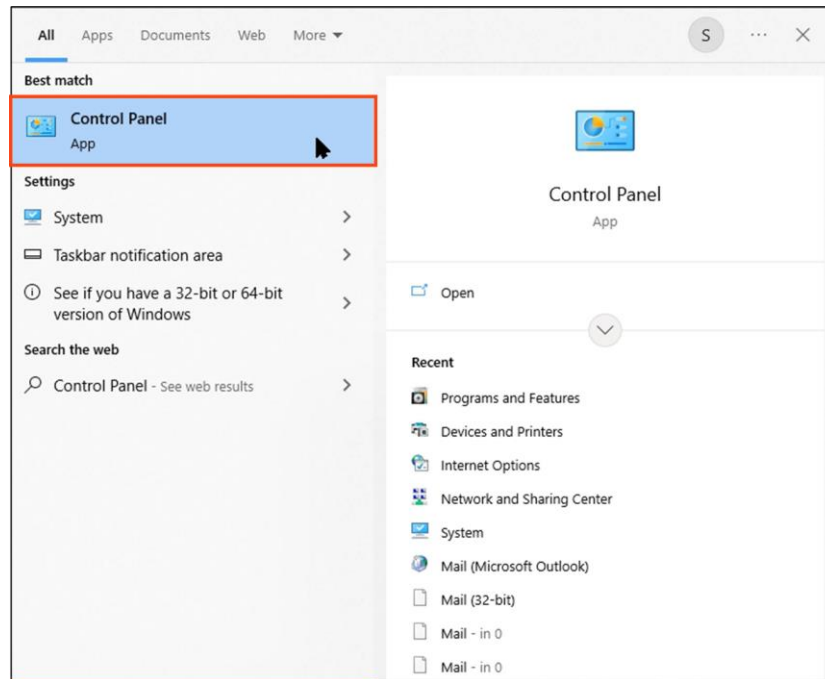 All Apps Documents Web More
S
Best match
Control Panel
App
Settings
System
Taskbar notification area
See if you have a 32-bit or 64-bit
version of Windows
Search the web
Control Panel - See web results
Control Panel
App
Open
Recent
Programs and Features
Devices and Printers
Internet Options
Network and Sharing Center
System
Mail (Microsoft Outlook)
Mail (32-bit)
Mail - in 0
Mail - in 0